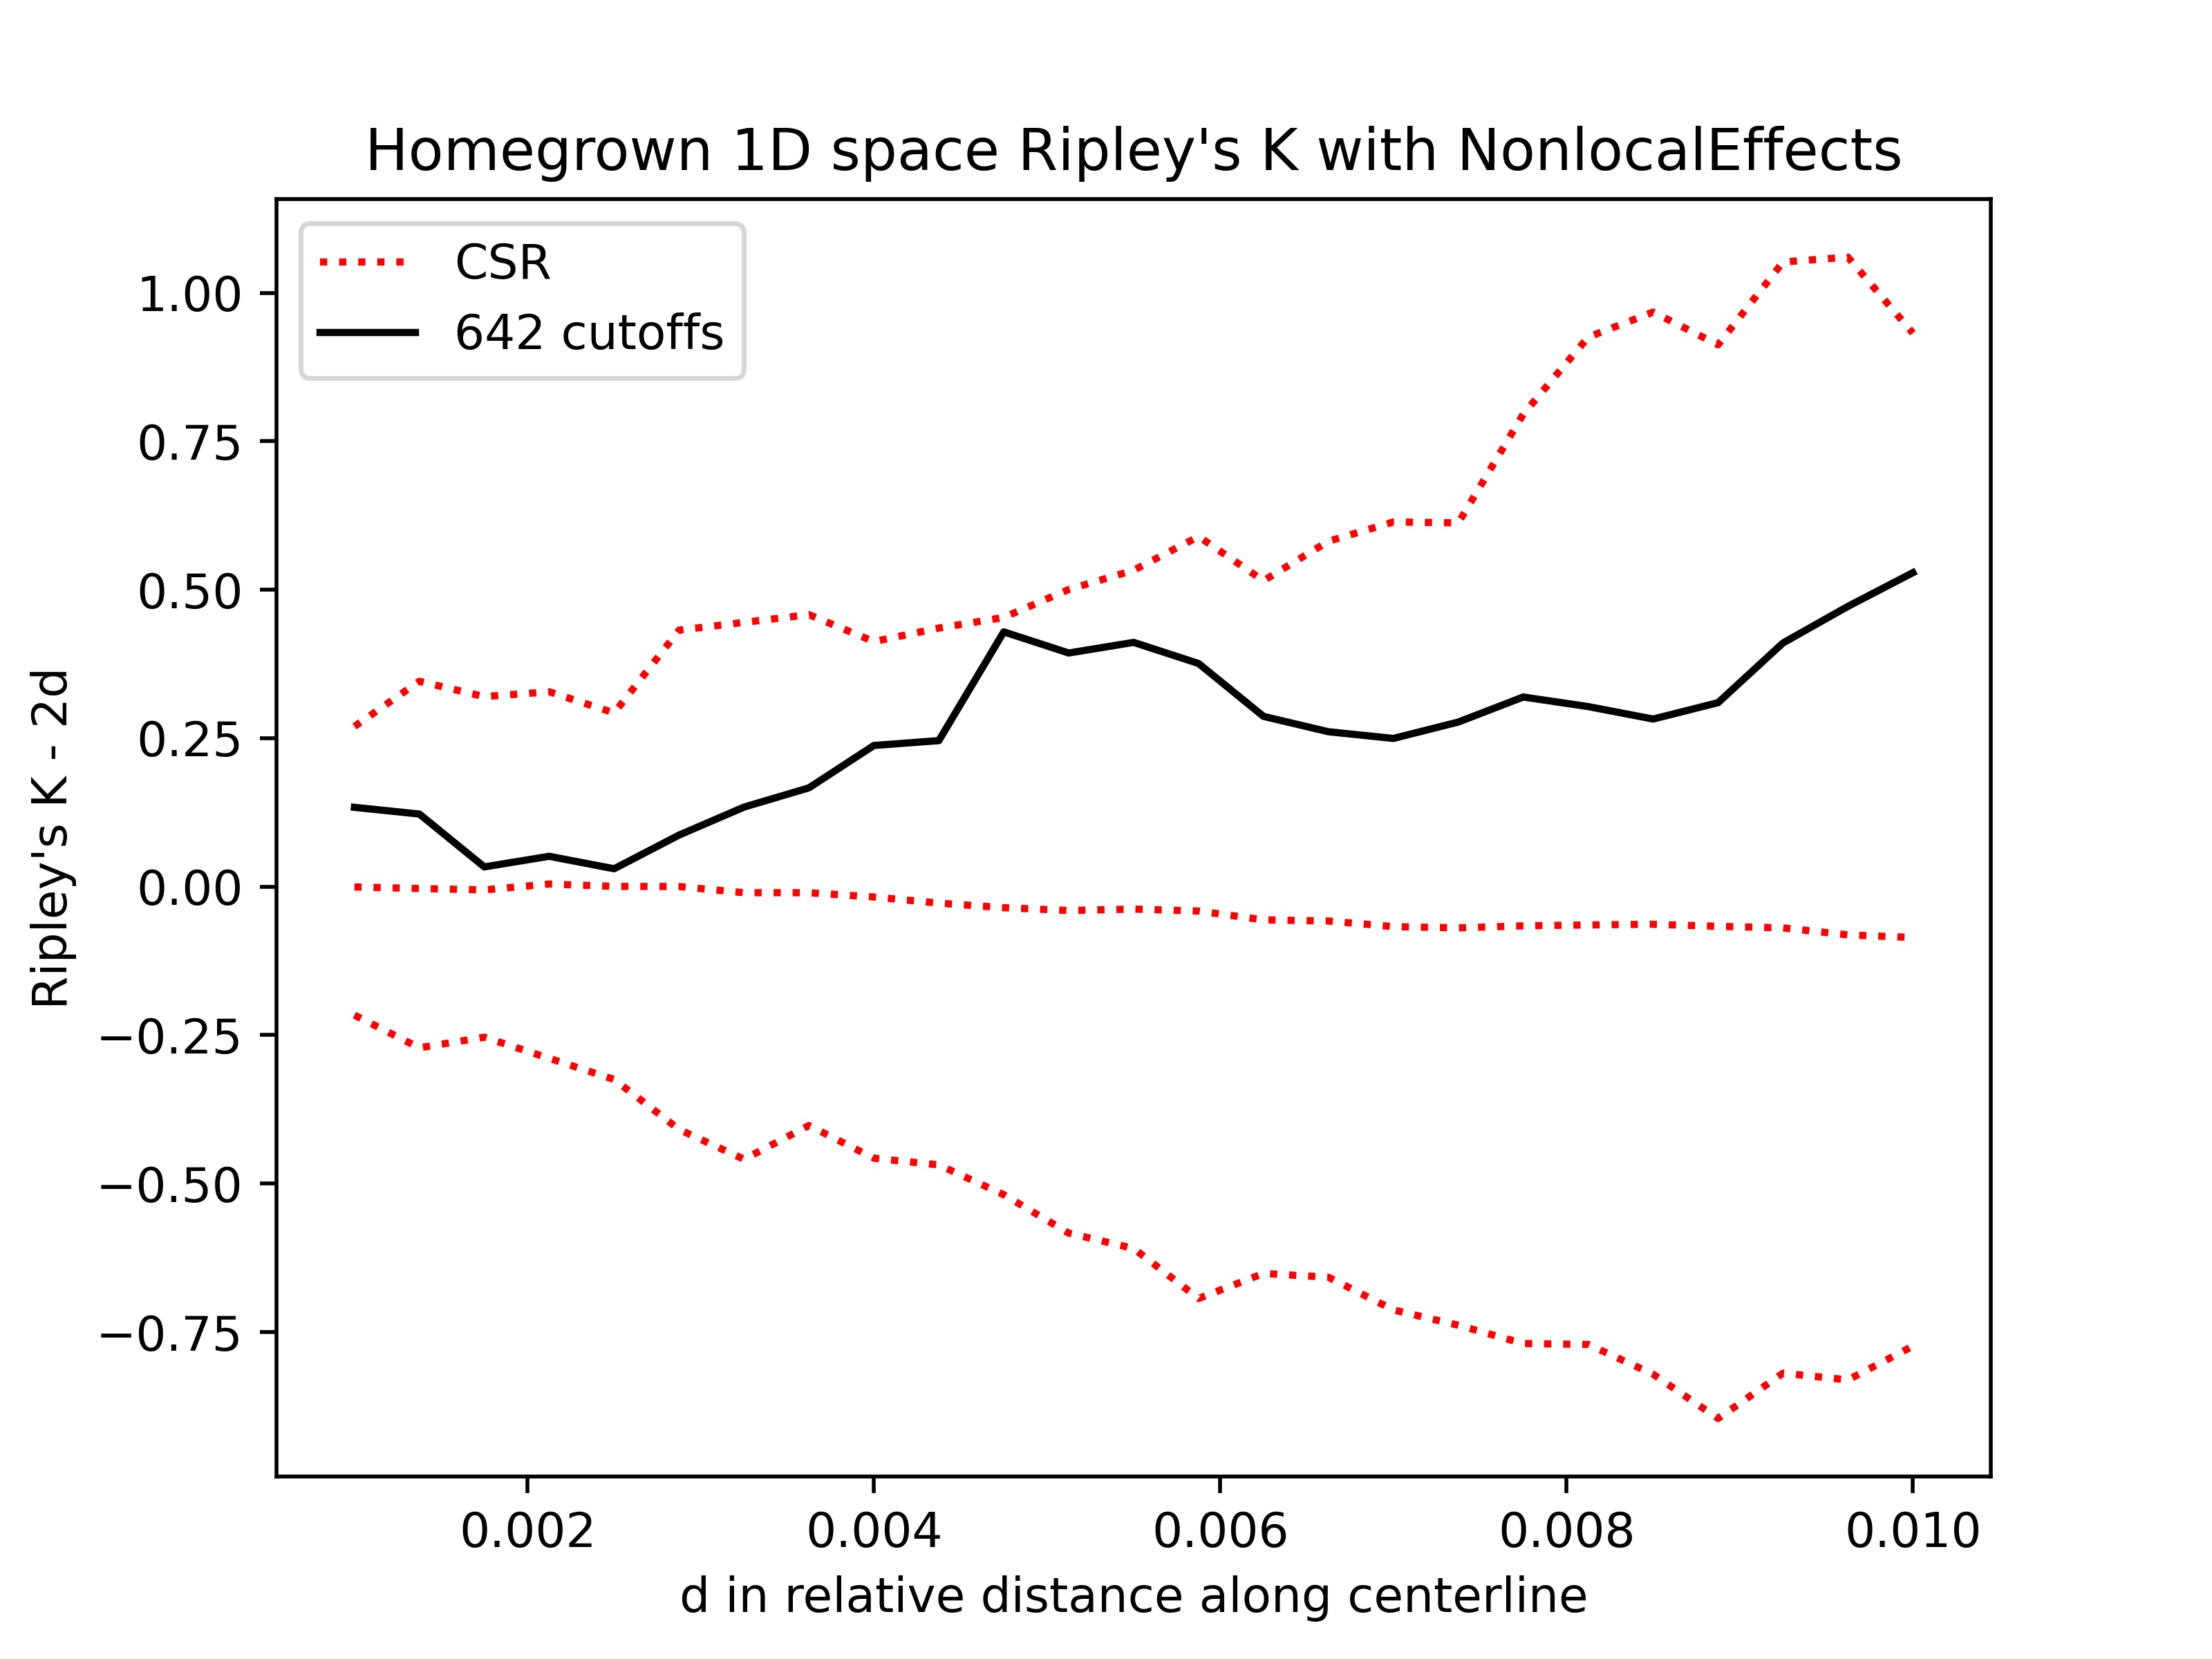 Homegrown 1D space Ripley's K with NonlocalEffects
CSR
642 cutoffs
1.00
0.75
0.50
0.25
0.00
−0.25
−0.50
−0.75
Ripley's K - 2d
0.002 0.004 0.006 0.008 0.010
d in relative distance along centerline